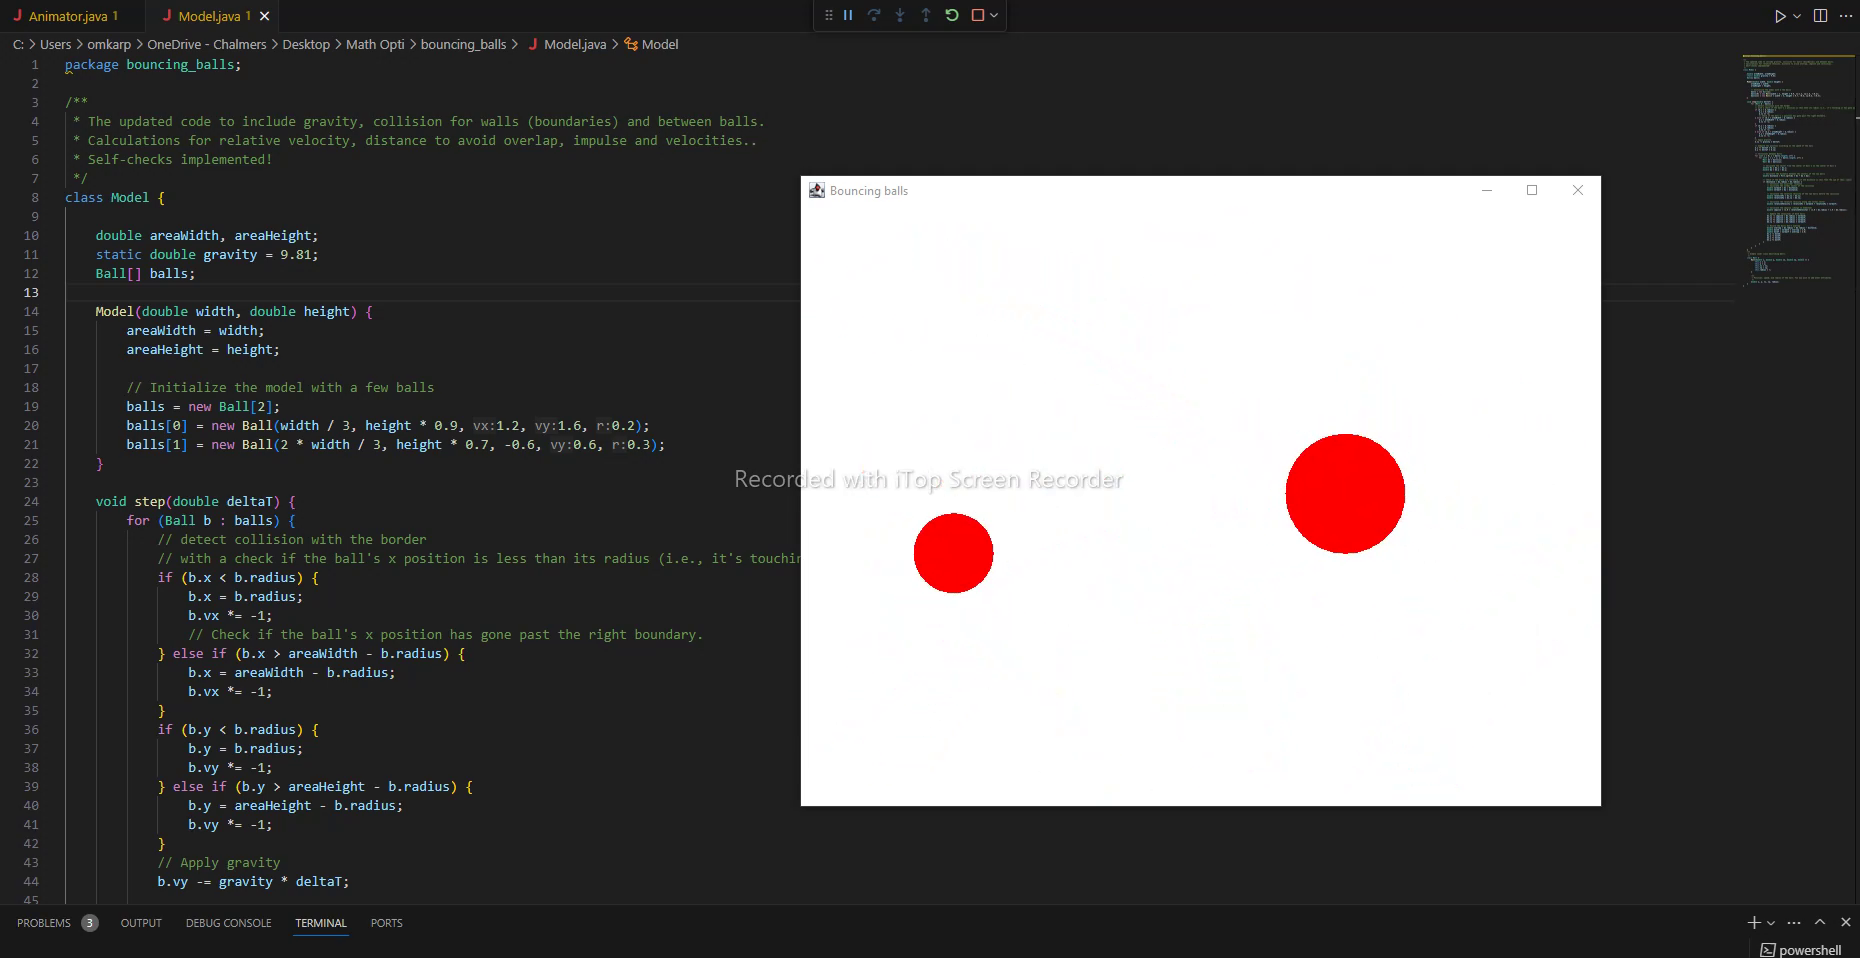 Animator.java 1
Model.java 1
C: > Users > omkarp > OneDrive - Chalmers > Desktop > Math Opti > bouncing_balls > Model.java > Model
1 package bouncing_balls;
2
3 /**
4 * The updated code to include gravity, collision for walls (boundaries) and between balls.
5 * Calculations for relative velocity, distance to avoid overlap, impulse and velocities..
6 * Self-checks implemented!
7 */
8 class Model {
9
10 double areaWidth, areaHeight;
11 static double gravity = 9.81;
12 Ball[] balls;
13
14 Model(double width, double height) {
15 areaWidth = width;
16 areaHeight = height;
17
18 // Initialize the model with a few balls
19 balls = new Ball[2];
20 balls[0] = new Ball(width / 3, height * 0.9, vx:1.2, vy:1.6, r:0.2);
21 balls[1] = new Ball(2 * width / 3, height * 0.7, -0.6, vy:0.6, r:0.3);
22 }
23
24 void step(double deltaT) {
25 for (Ball b : balls) {
26 // detect collision with the border
27 // with a check if the ball's x position is less than its radius (i.e., it's touchin
28 if (b.x < b.radius) {
29 b.x = b.radius;
30 b.vx *= -1;
31 // Check if the ball's x position has gone past the right boundary.
32 } else if (b.x > areaWidth - b.radius) {
33 b.x = areaWidth - b.radius;
34 b.vx *= -1;
35 }
36 if (b.y < b.radius) {
37 b.y = b.radius;
38 b.vy *= -1;
39 } else if (b.y > areaHeight - b.radius) {
40 b.y = areaHeight - b.radius;
41 b.vy *= -1;
42 }
43 // Apply gravity
44 b.vy -= gravity * deltaT;
45
Bouncing balls
Recorded with iTop Screen Recorder
PROBLEMS 3 OUTPUT DEBUG CONSOLE TERMINAL PORTS
powershell